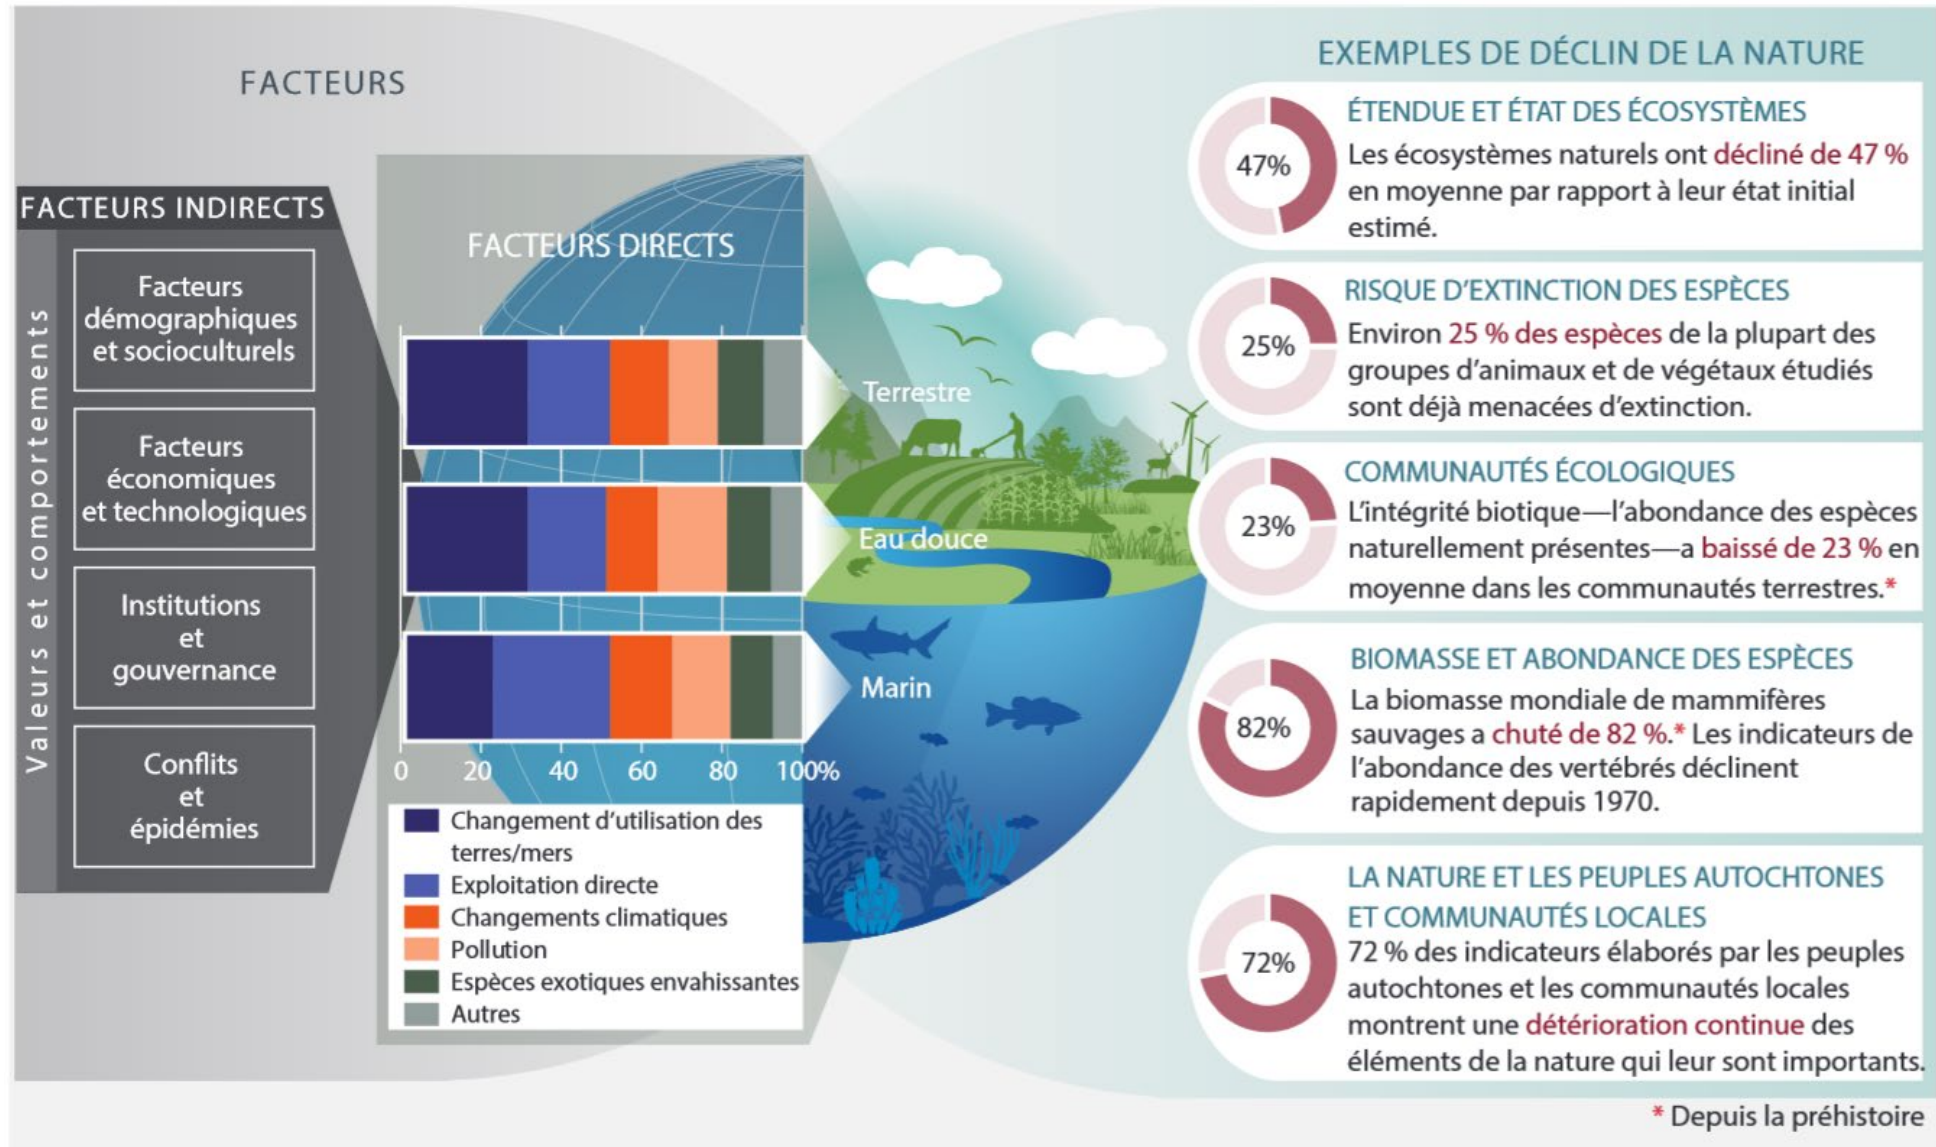 FACTEURS
FACTEURS INDIRECTS
Valeurs et comportements
Facteurs
démographiques
et socioculturels
Facteurs
économiques
et technologiques
Institutions
et
gouvernance
Conflits
et
épidémies
FACTEURS DIRECTS
Terrestre
Eau douce
Marin
0 20 40 60 80 100%
Changement d'utilisation des
terres/mers
Exploitation directe
Changements climatiques
Pollution
Espèces exotiques envahissantes
Autres
EXEMPLES DE DÉCLIN DE LA NATURE
47%
ÉTENDUE ET ÉTAT DES ÉCOSYSTÈMES
Les écosystèmes naturels ont décliné de 47 %
en moyenne par rapport à leur état initial
estimé.
25%
RISQUE D'EXTINCTION DES ESPÈCES
Environ 25 % des espèces de la plupart des
groupes d'animaux et de végétaux étudiés
sont déjà menacées d'extinction.
23%
COMMUNAUTÉS ÉCOLOGIQUES
L'intégrité biotique—l'abondance des espèces
naturellement présentes—a baissé de 23 % en
moyenne dans les communautés terrestres.*
82%
BIOMASSE ET ABONDANCE DES ESPÈCES
La biomasse mondiale de mammifères
sauvages a chuté de 82 %.* Les indicateurs de
l'abondance des vertébrés déclinent
rapidement depuis 1970.
72%
LA NATURE ET LES PEUPLES AUTOCHTONES
ET COMMUNAUTÉS LOCALES
72 % des indicateurs élaborés par les peuples
autochtones et les communautés locales
montrent une détérioration continue des
éléments de la nature qui leur sont importants.
* Depuis la préhistoire